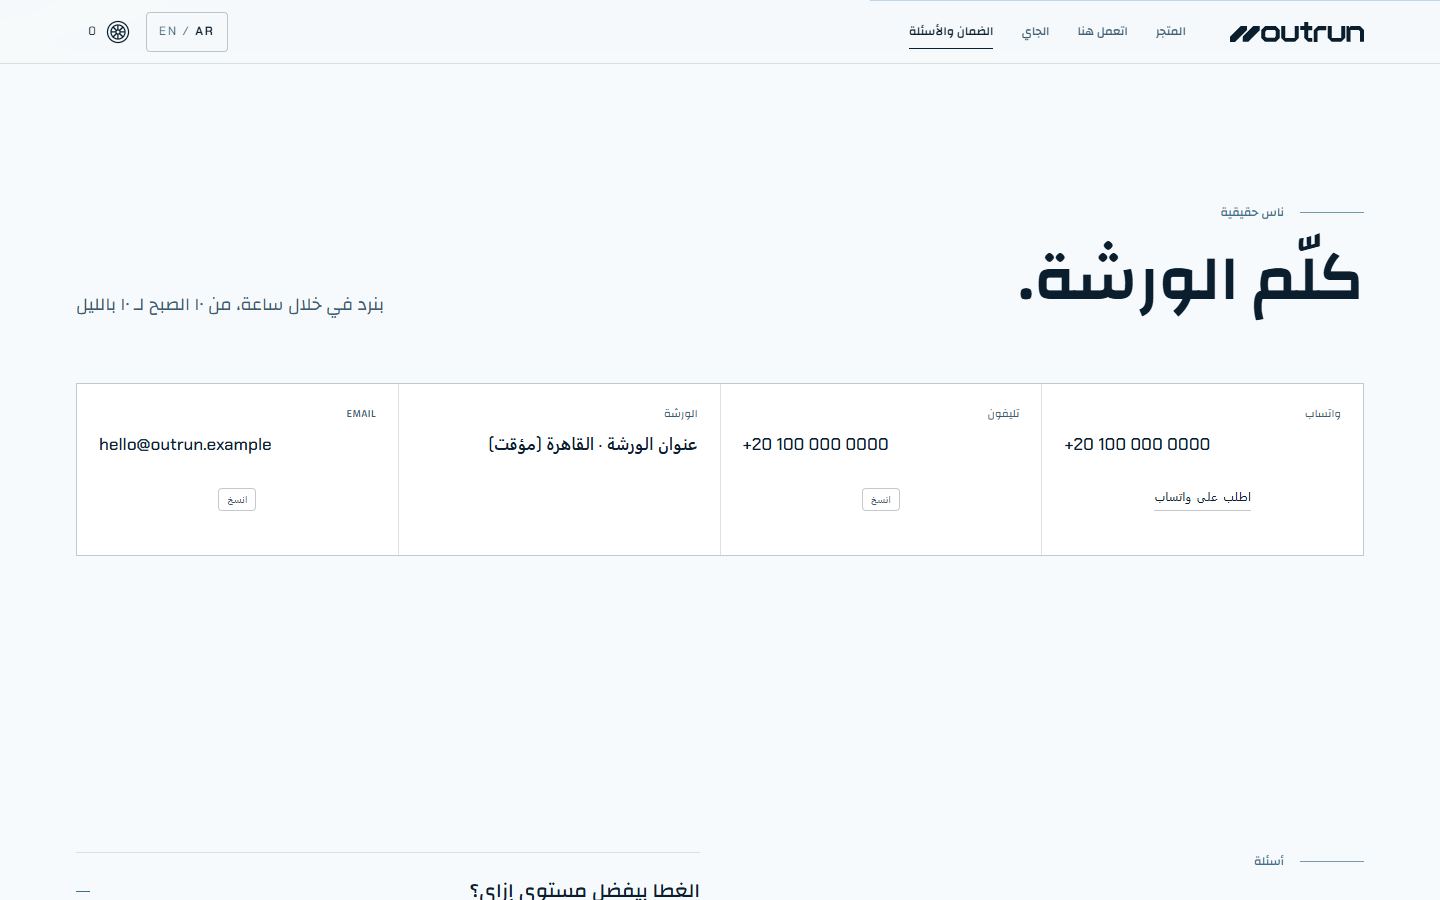 outrun
المتجر
اتعمل هنا
الجاي
الضمان والأسئلة
EN / AR
0
ناس حقيقية
كلّم الورشة.
بنرد في خلال ساعة، من ١٠ الصبح لـ ١٠ بالليل
واتساب
+20 100 000 0000
اطلب على واتساب
تليفون
+20 100 000 0000
انسخ
الورشة
عنوان الورشة · القاهرة (مؤقت)
EMAIL
hello@outrun.example
انسخ
أسئلة
الغطا بيفضل مستوي إزاي؟